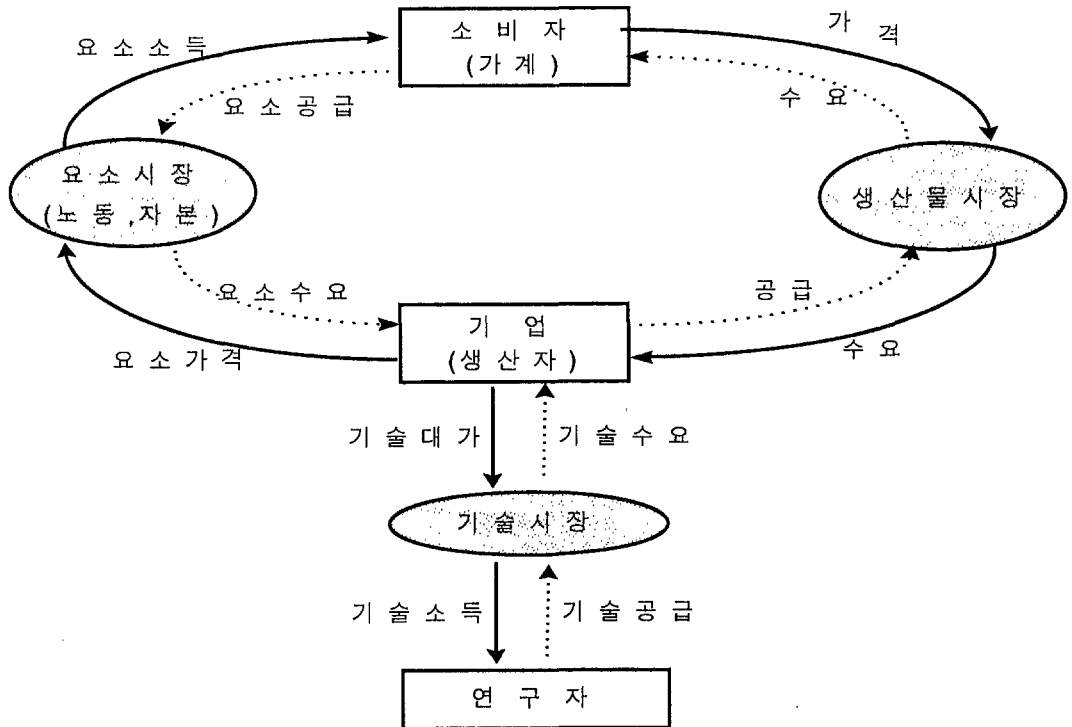 소 비 자
(가 계)
요 소 소 득
가 격
요 소 공 급
수 요
요 소 시 장
(노 동 , 자 본)
생 산 물 시 장
요 소 수 요
공 급
기 업
(생 산 자)
요 소 가 격
수 요
기 술 대 가
기 술 수 요
기 술 시 장
기 술 소 득
기 술 공 급
연 구 자